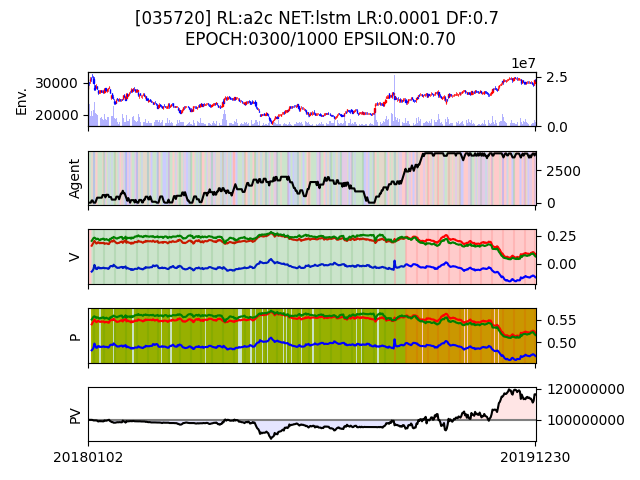 [035720] RL:a2c NET:lstm LR:0.0001 DF:0.7
EPOCH:0300/1000 EPSILON:0.70
1e7
Env.
30000
20000
2.5
0.0
Agent
2500
0
V
0.25
0.00
P
0.55
0.50
PV
120000000
100000000
20180102
20191230